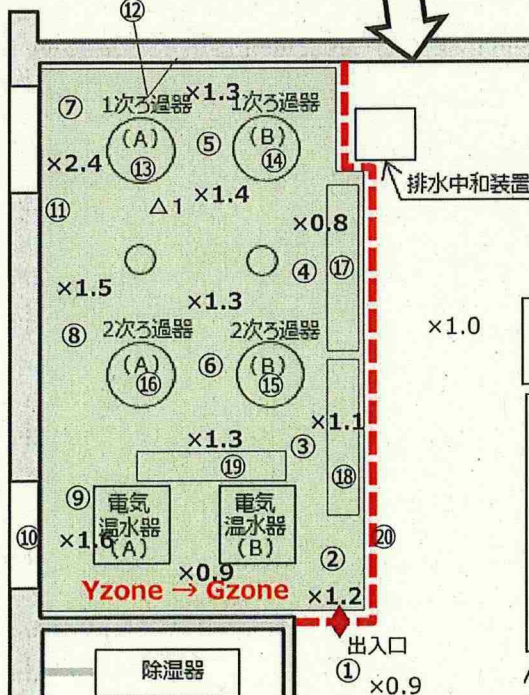 ⑫
⑦ 1次ろ過器 ×1.3 1次ろ過器
(A) ⑤ (B)
×2.4 ⑬ ⑭
排水中和装置
⑪ △1 ×1.4
×0.8
④ ⑰
×1.5 ×1.3
⑧ 2次ろ過器 2次ろ過器
×1.0
(A) ⑥ (B)
⑯ ⑮
×1.1
×1.3 ③
⑲ ⑱
⑨ 電気 電気
温水器 温水器
⑩ ×1.6 (A) (B) ⑳
②
×0.9
Yzone → Gzone ×1.2
出入口
除湿器 ①
×0.9